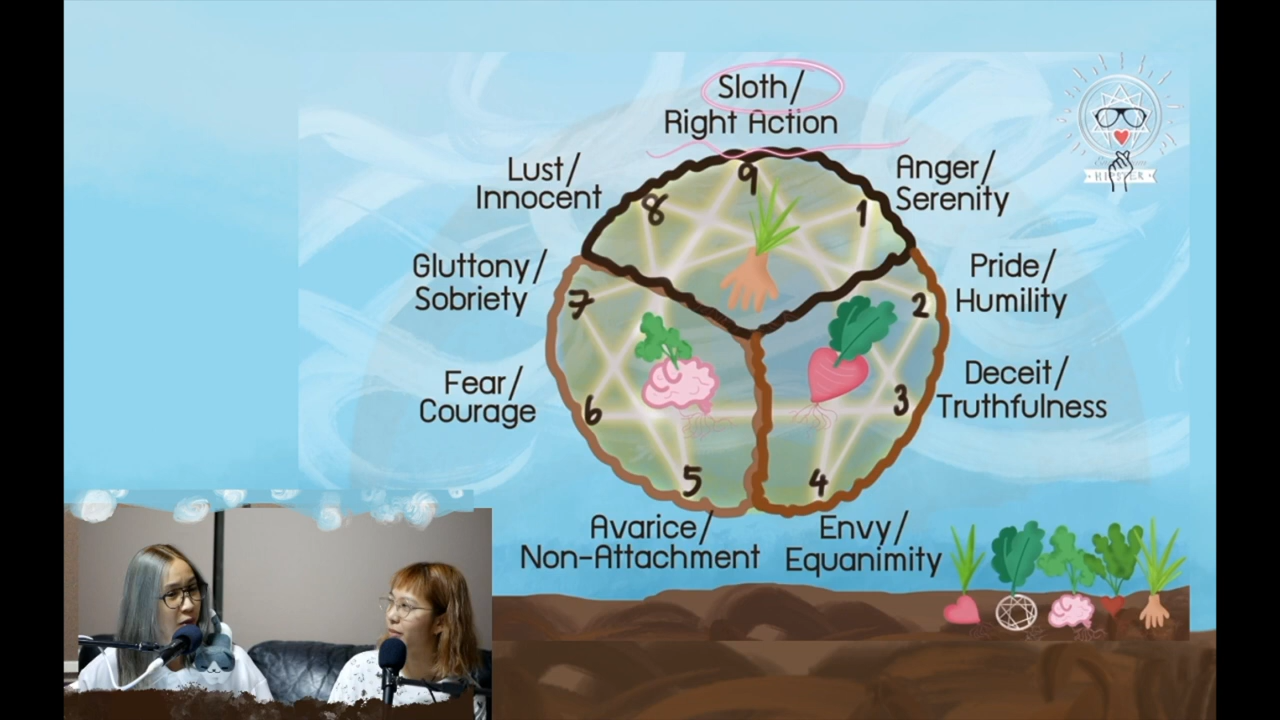 Sloth/
Right Action
Lust/
Innocent
Anger/
Serenity
Gluttony/
Sobriety
Pride/
Humility
Fear/
Courage
Deceit/
Truthfulness
Avarice/
Non-Attachment
Envy/
Equanimity
9
8
1
7
2
6
3
5
4
HIPSTER